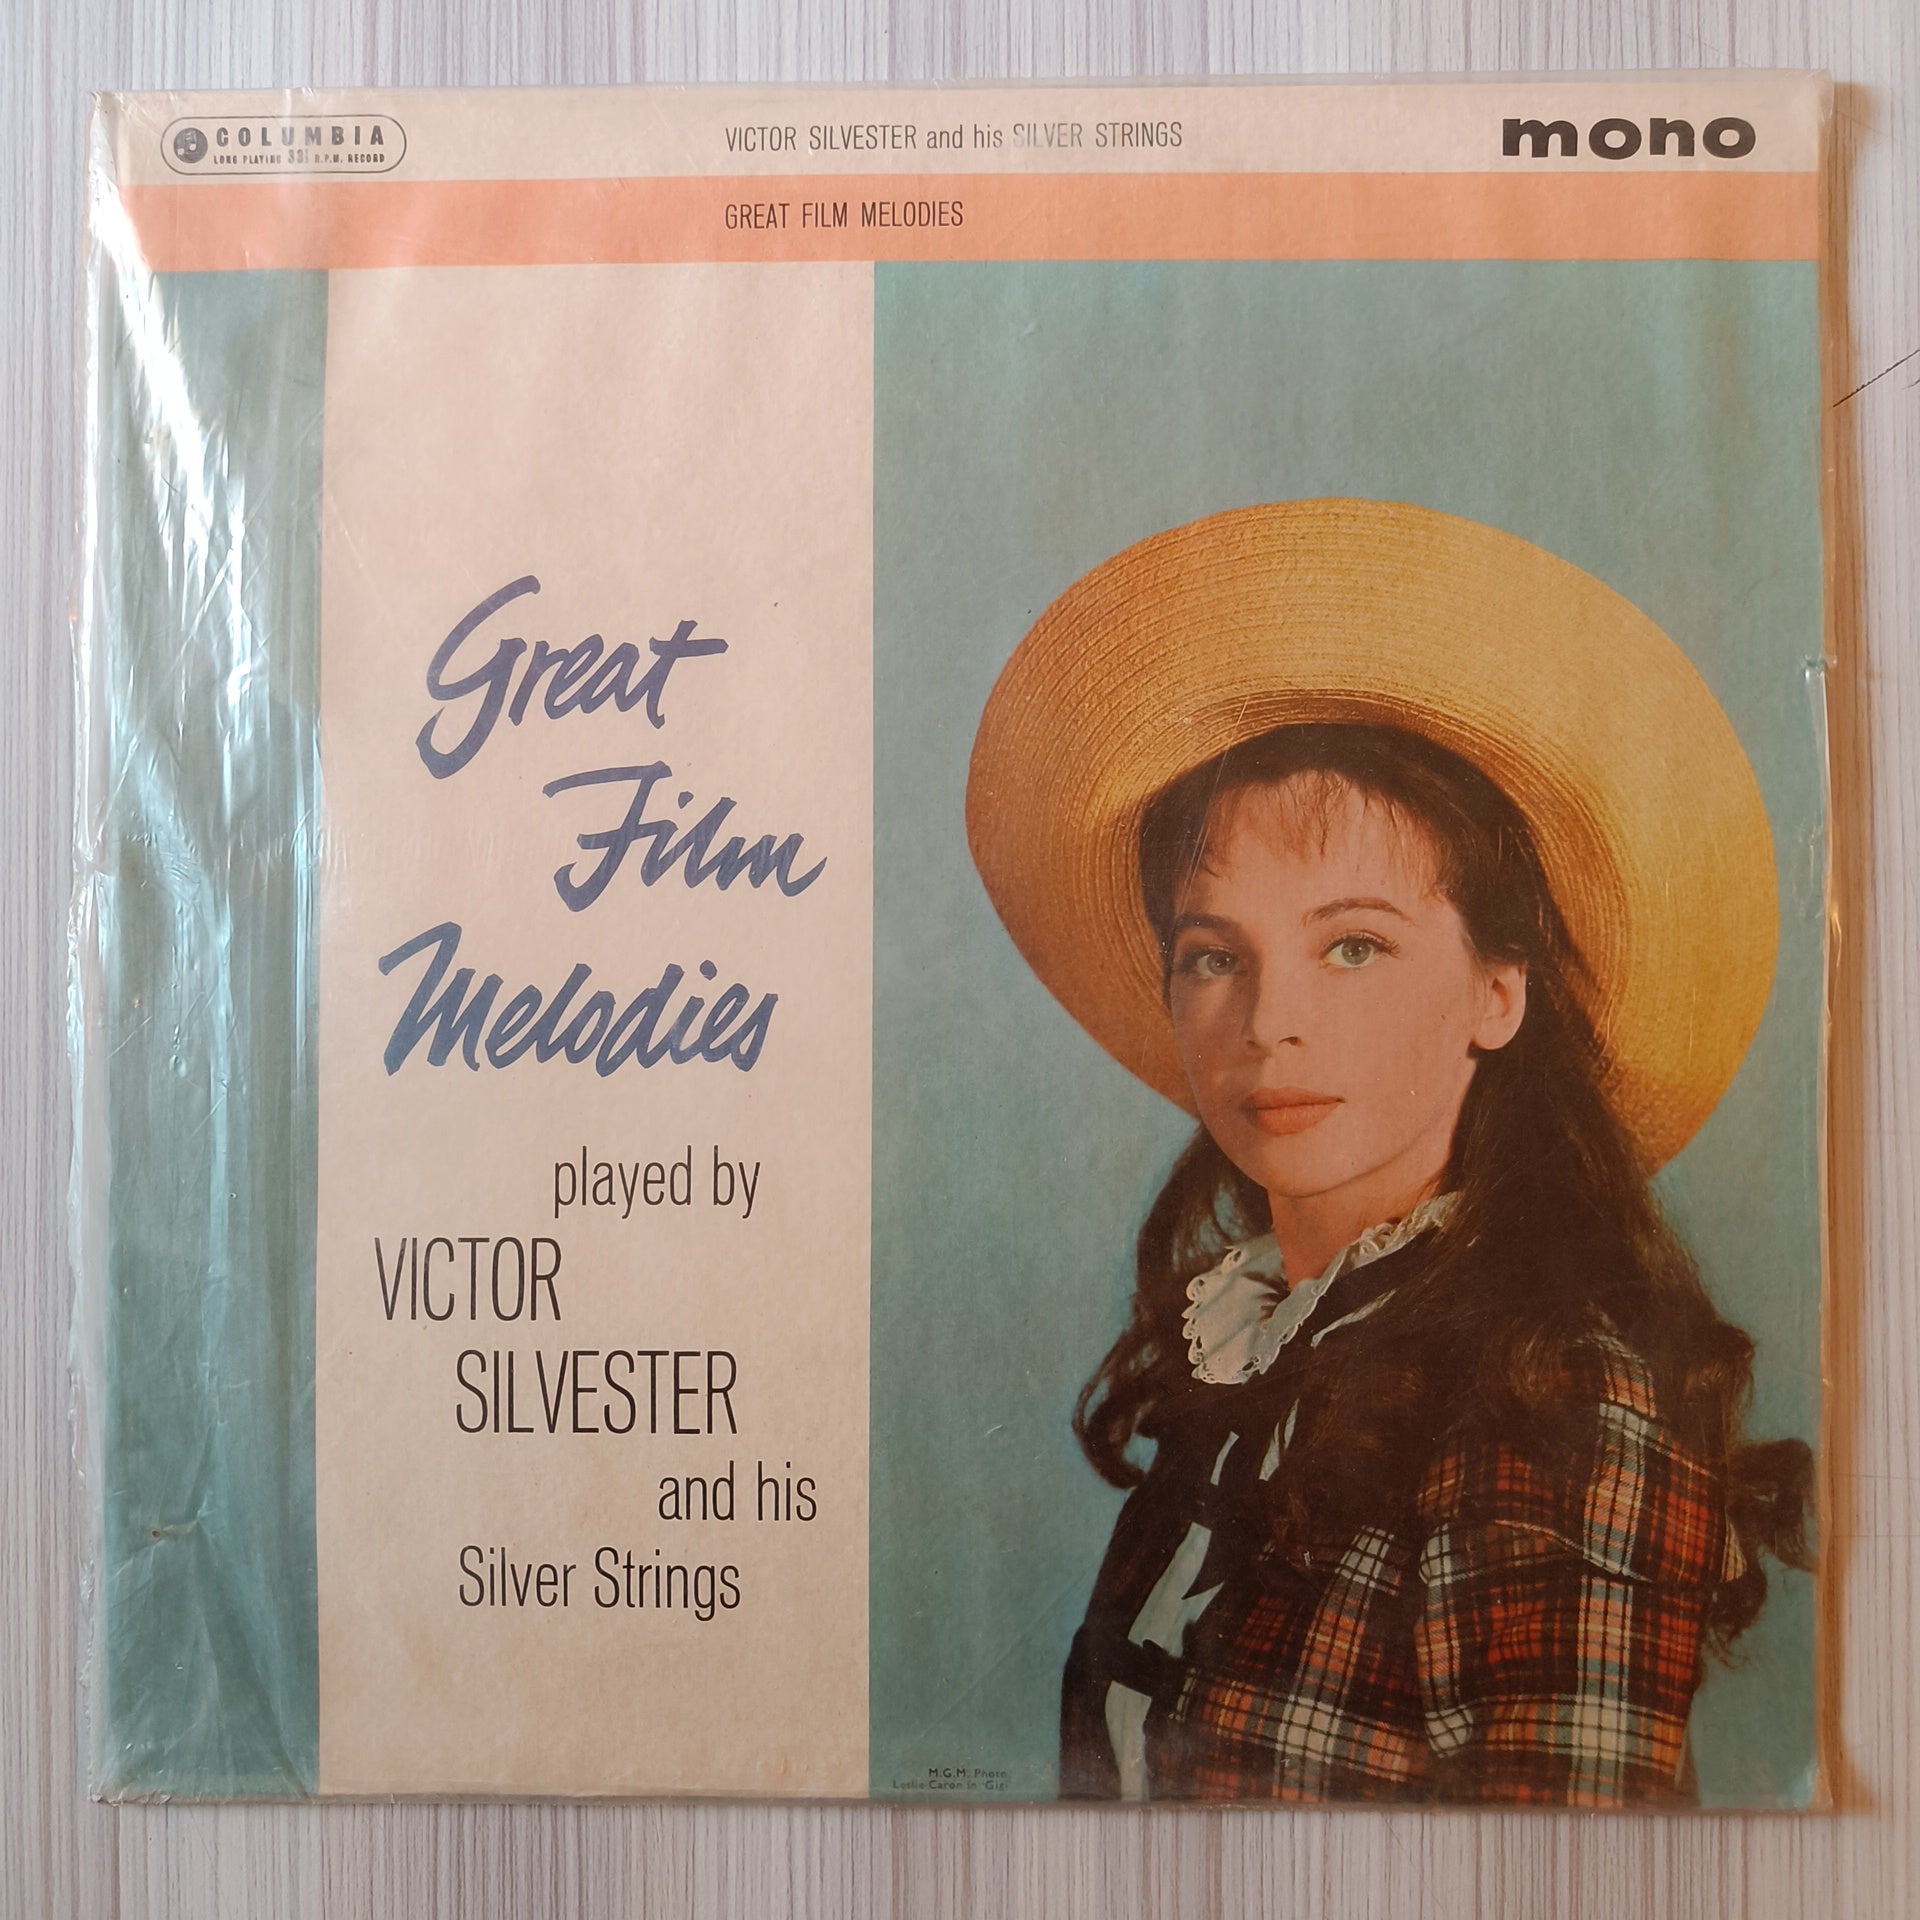 COLUMBIA
LONG PLAYING 33⅓ R.P.M. RECORD
VICTOR SILVESTER and his SILVER STRINGS
mono
GREAT FILM MELODIES
Great
Film
Melodies
played by
VICTOR
SILVESTER
and his
Silver Strings
M.G.M. Photo
Leslie Caron in 'Gigi'